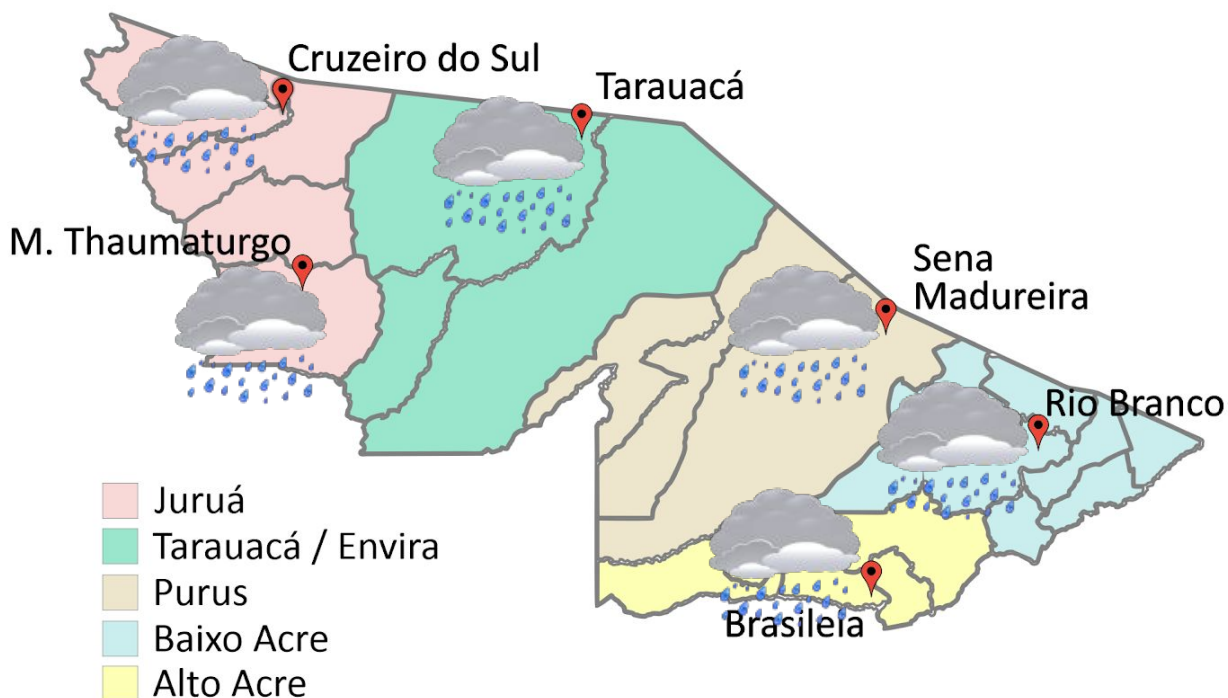 Cruzeiro do Sul
Tarauacá
M. Thaumaturgo
Sena
Madureira
Rio Branco
Brasileia
Juruá
Tarauacá / Envira
Purus
Baixo Acre
Alto Acre